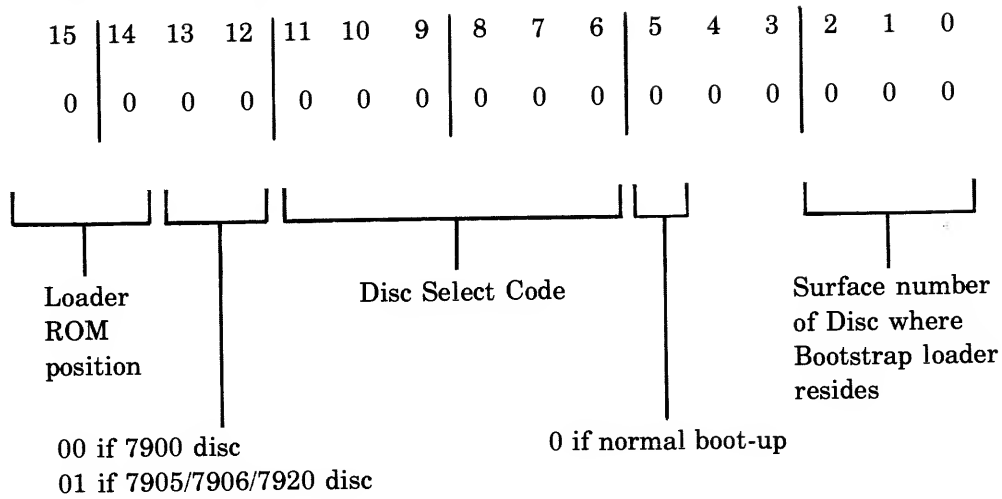 15 14 13 12 11 10 9 8 7 6 5 4 3 2 1 0
0 0 0 0 0 0 0 0 0 0 0 0 0 0 0 0
Loader
ROM
position
Disc Select Code
Surface number
of Disc where
Bootstrap loader
resides
00 if 7900 disc
01 if 7905/7906/7920 disc
0 if normal boot-up